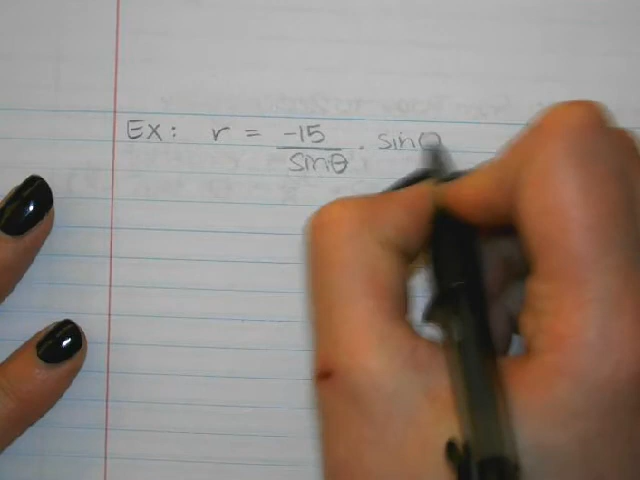 Ex: r = -15/sinθ · sinθ